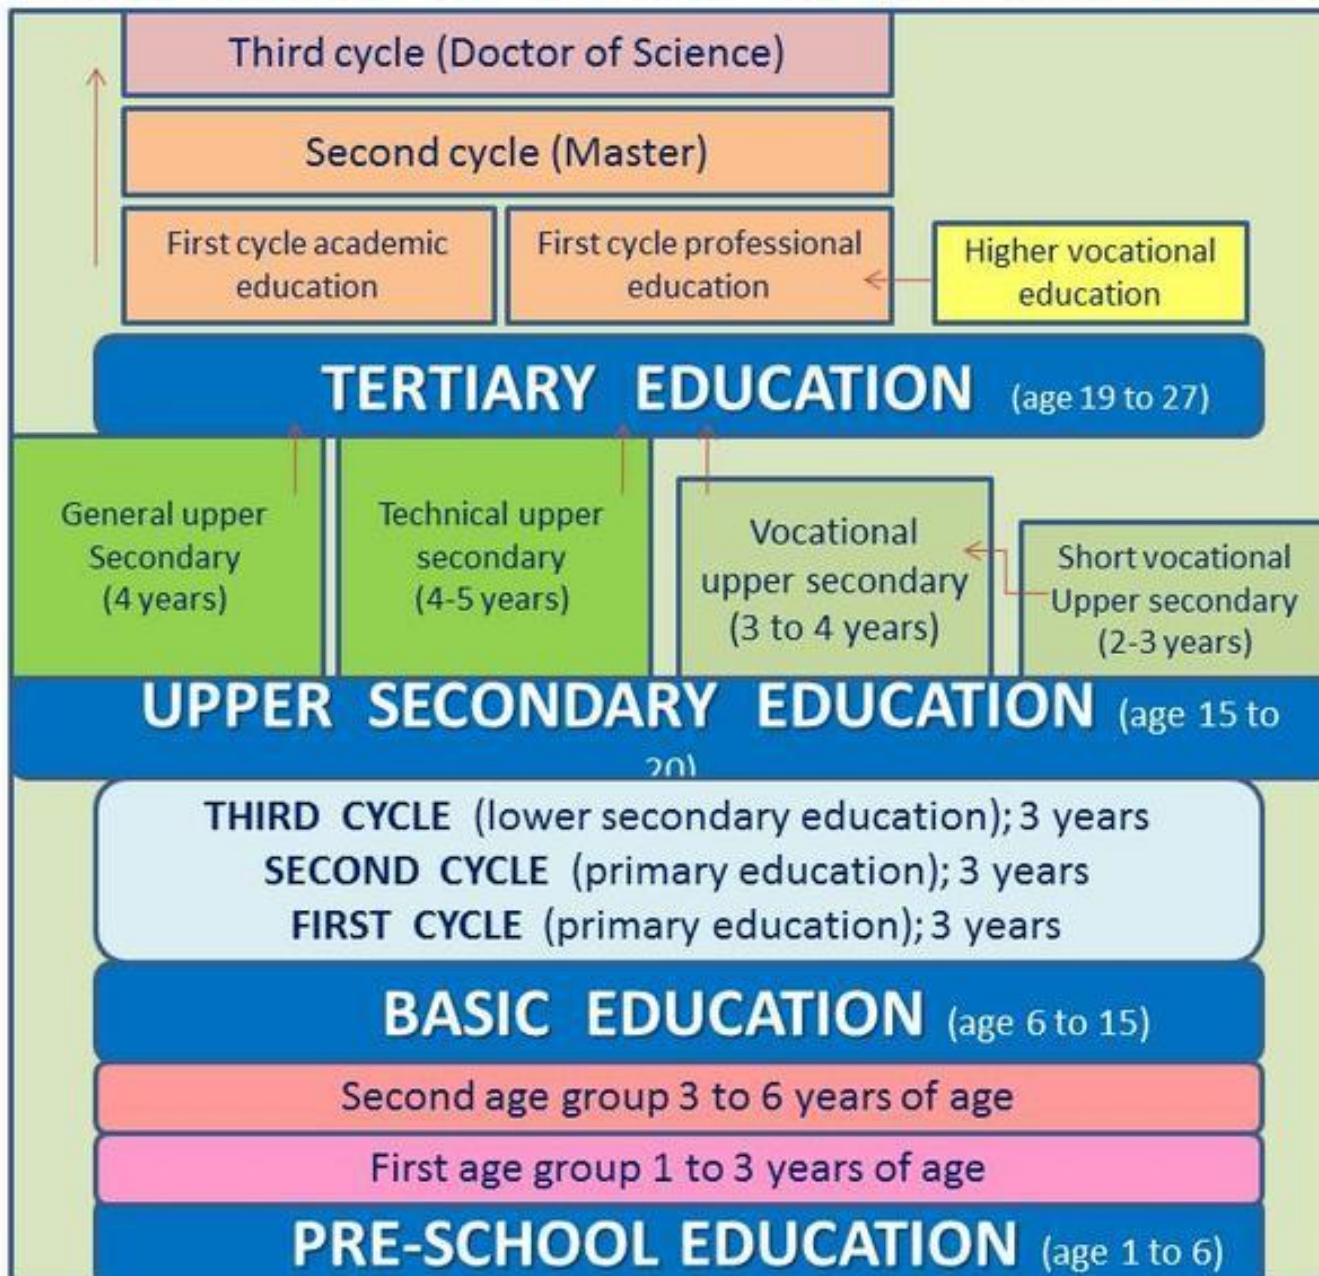 Third cycle (Doctor of Science)
Second cycle (Master)
First cycle academic
education
First cycle professional
education
Higher vocational
education
TERTIARY EDUCATION (age 19 to 27)
General upper
Secondary
(4 years)
Technical upper
secondary
(4-5 years)
Vocational
upper secondary
(3 to 4 years)
Short vocational
Upper secondary
(2-3 years)
UPPER SECONDARY EDUCATION (age 15 to
20)
THIRD CYCLE (lower secondary education); 3 years
SECOND CYCLE (primary education); 3 years
FIRST CYCLE (primary education); 3 years
BASIC EDUCATION (age 6 to 15)
Second age group 3 to 6 years of age
First age group 1 to 3 years of age
PRE-SCHOOL EDUCATION (age 1 to 6)